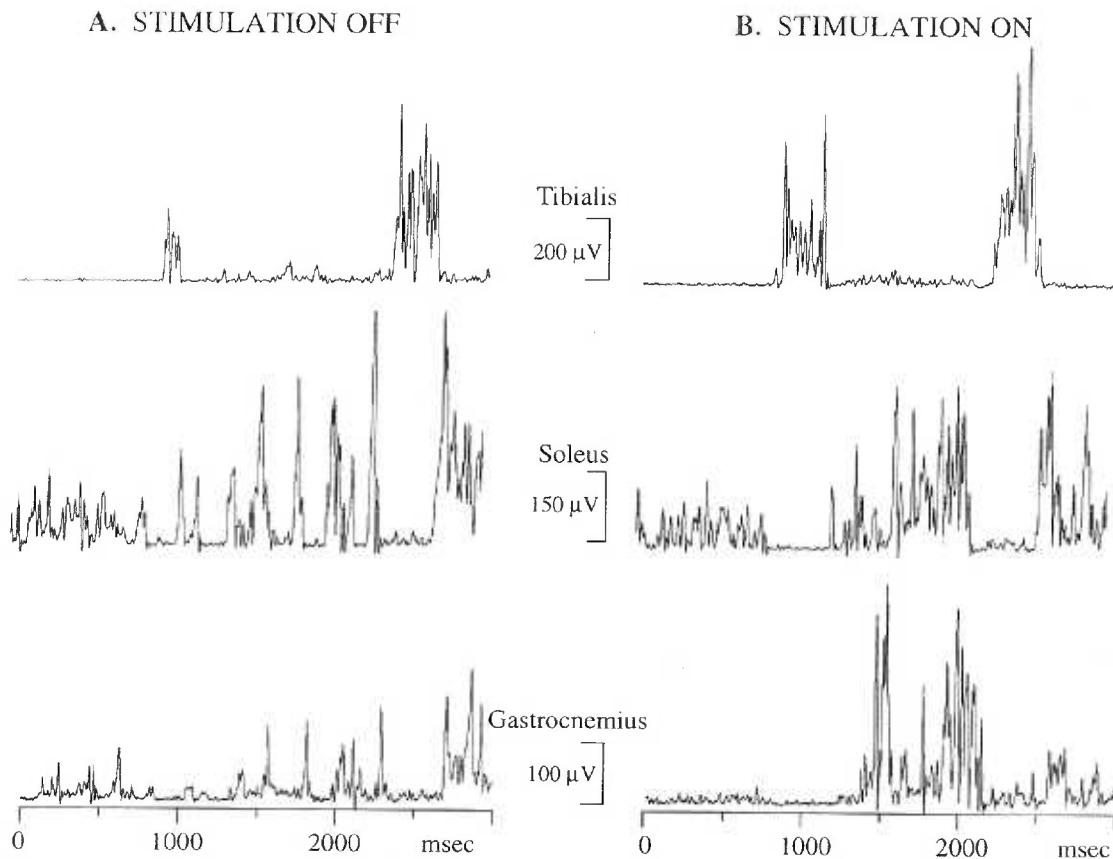 A. STIMULATION OFF
B. STIMULATION ON
Tibialis
200 µV
Soleus
150 µV
Gastrocnemius
100 µV
0 1000 2000 msec
0 1000 2000 msec